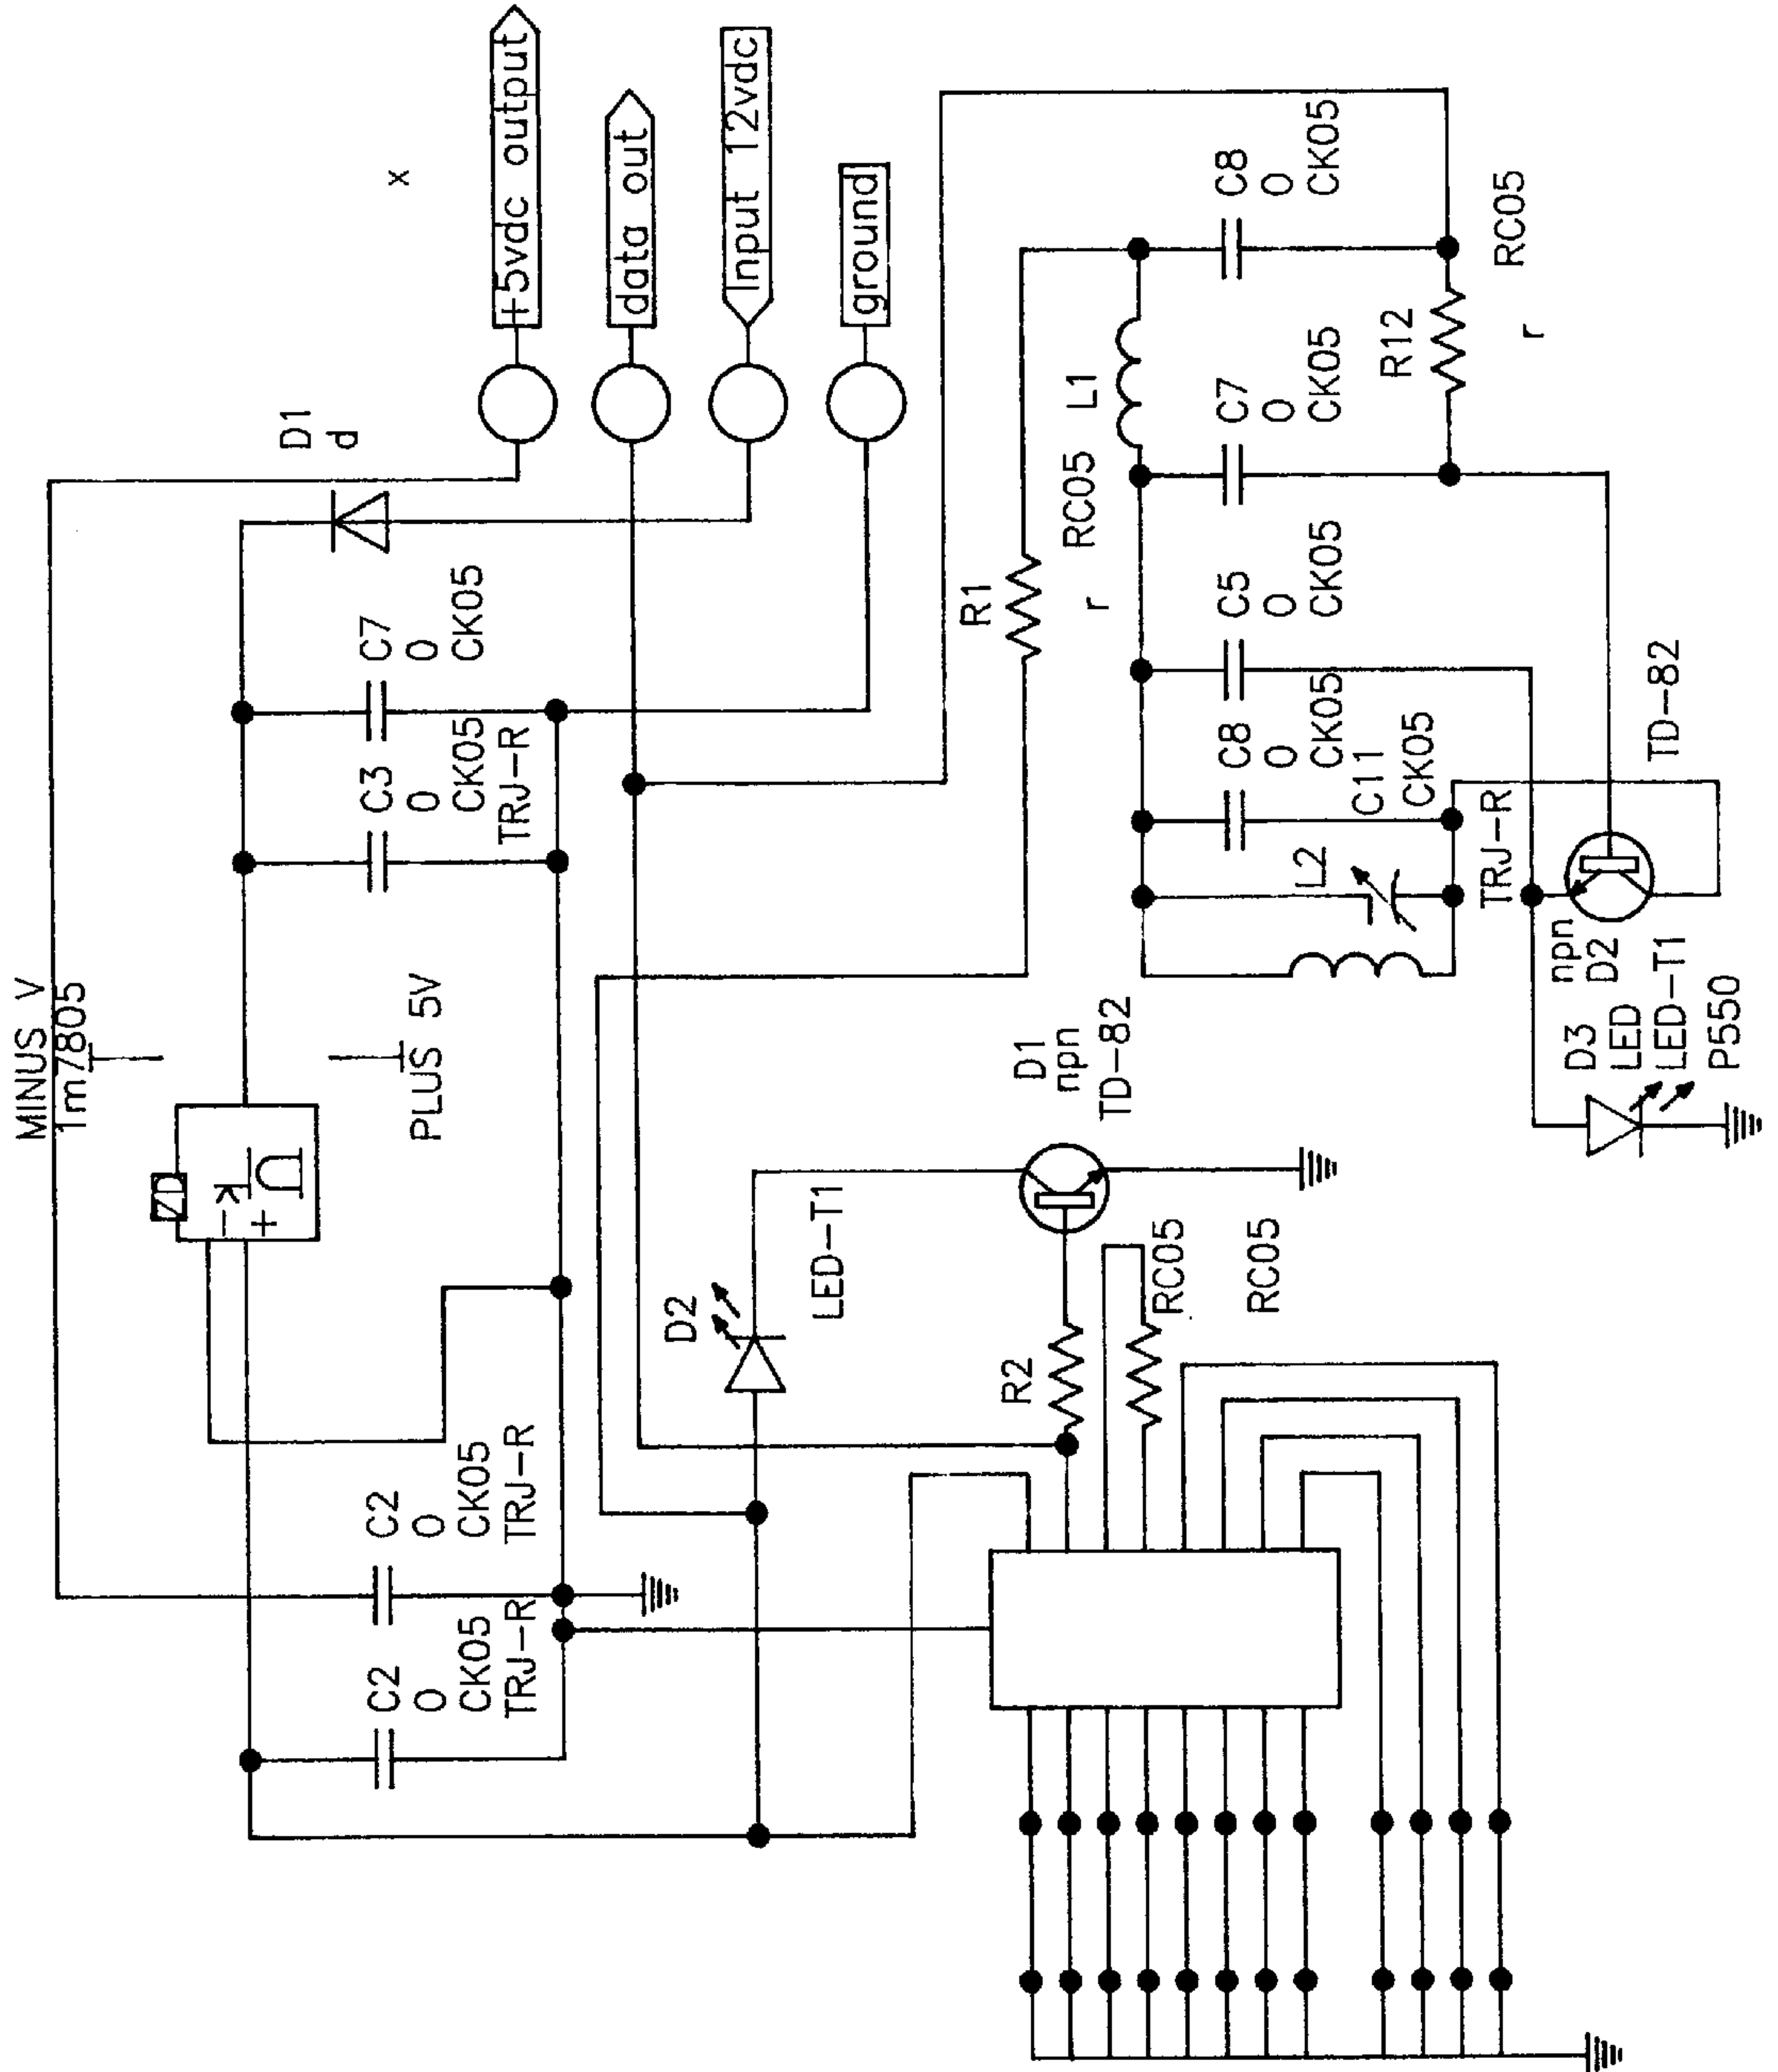 MINUS V
1m7805
ZD
K
-
+
U
PLUS 5V
C2
0
CK05
TRJ-R
C2
0
CK05
TRJ-R
C3
0
CK05
TRJ-R
C7
0
CK05
D1
d
x
+5vdc output
data out
Input 12vdc
ground
D2
LED-T1
R2
RC05
RC05
D1
npn
TD-82
R1
RC05
r
L1
C8
0
CK05
C7
0
CK05
C5
0
CK05
C8
0
CK05
C11
CK05
L2
TRJ-R
R12
RC05
r
TD-82
npn
D2
D3
LED
LED-T1
P550